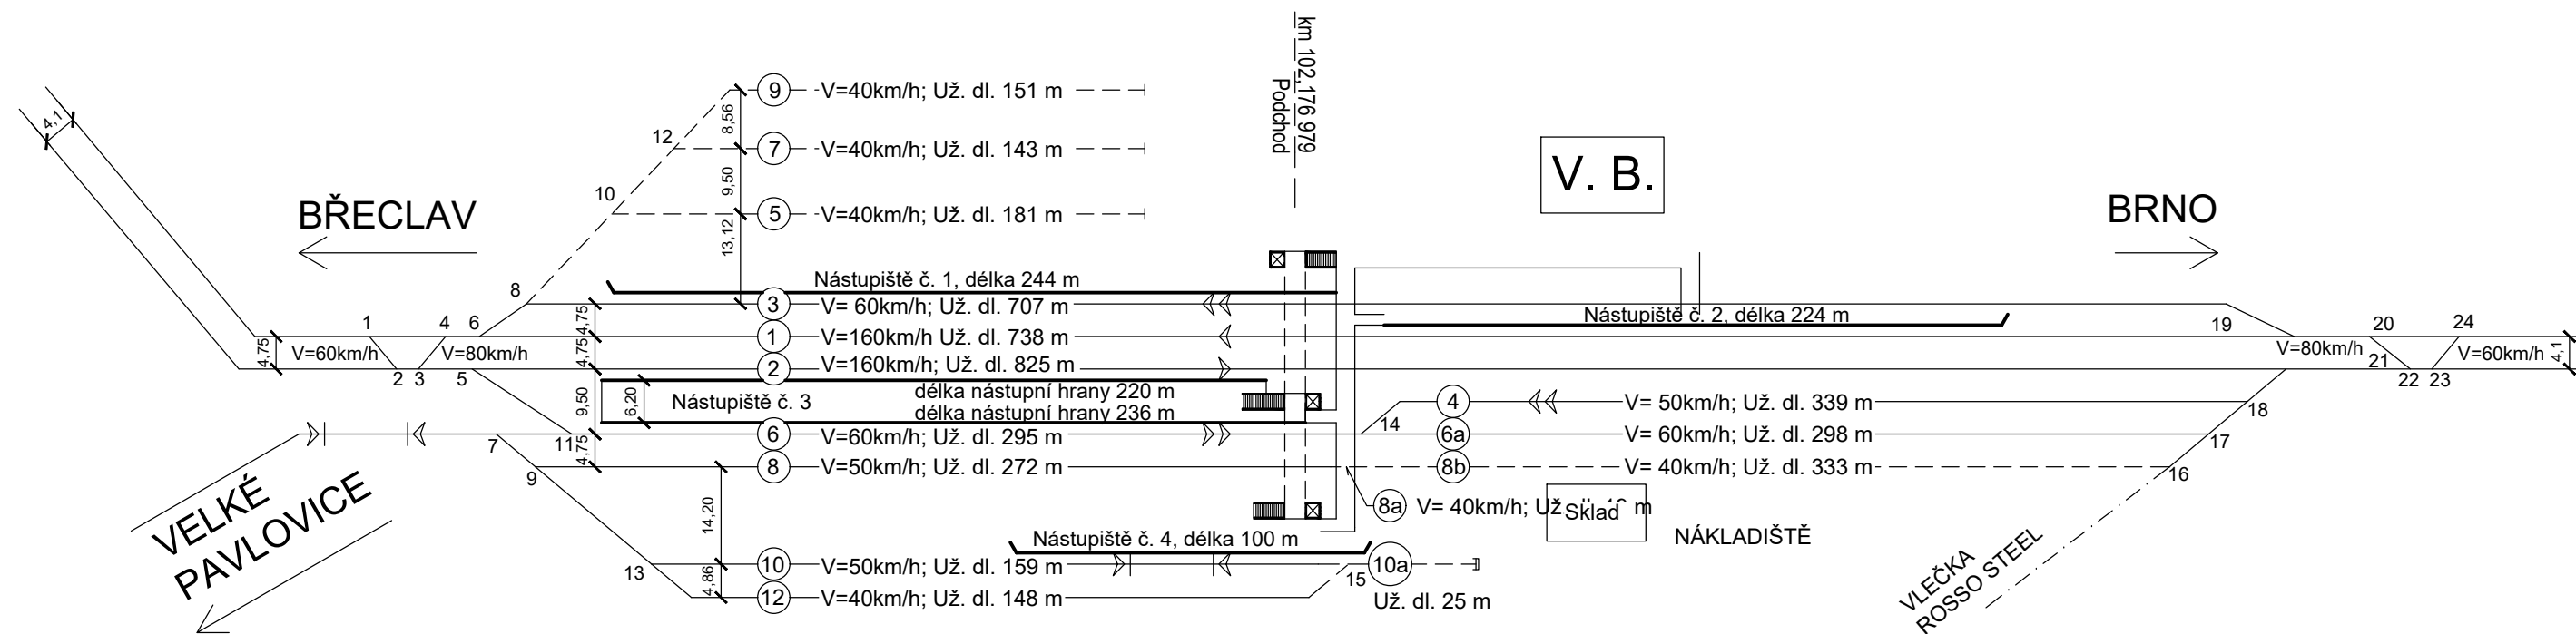 km 102,176 979
Podchod
4,1
9
V=40km/h; Už. dl. 151 m
8,56
12
7
V=40km/h; Už. dl. 143 m
V. B.
9,50
10
BŘECLAV
5
V=40km/h; Už. dl. 181 m
BRNO
13,12
Nástupiště č. 1, délka 244 m
8
3
V= 60km/h; Už. dl. 707 m
4,75
Nástupiště č. 2, délka 224 m
1
4
6
1
V=160km/h Už. dl. 738 m
19
20
24
4,75
V=60km/h
V=80km/h
4,75
V=80km/h
21
V=60km/h
4,1
2
3
5
2
V=160km/h; Už. dl. 825 m
22
23
9,50
6,20
Nástupiště č. 3
délka nástupní hrany 220 m
délka nástupní hrany 236 m
4
V= 50km/h; Už. dl. 339 m
18
7
11
6
V=60km/h; Už. dl. 295 m
14
6a
V= 60km/h; Už. dl. 298 m
17
4,75
9
8
V=50km/h; Už. dl. 272 m
8b
V= 40km/h; Už. dl. 333 m
16
VELKÉ
PAVLOVICE
14,20
8a
V= 40km/h; Už
m
Sklad
NÁKLADIŠTĚ
Nástupiště č. 4, délka 100 m
13
10
V=50km/h; Už. dl. 159 m
15
10a
4,86
12
V=40km/h; Už. dl. 148 m
Už. dl. 25 m
VLEČKA
ROSSO STEEL